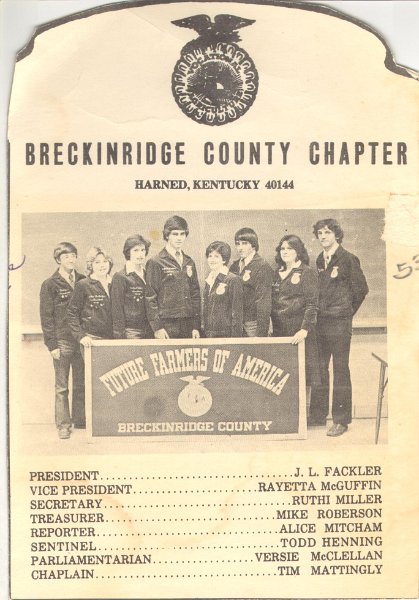 BRECKINRIDGE COUNTY CHAPTER
HARNED, KENTUCKY 40144
FUTURE FARMERS OF AMERICA
BRECKINRIDGE COUNTY
PRESIDENT..............................J. L. FACKLER
VICE PRESIDENT...................RAYETTA McGUFFIN
SECRETARY.............................RUTHI MILLER
TREASURER..........................MIKE ROBERSON
REPORTER...........................ALICE MITCHAM
SENTINEL............................TODD HENNING
PARLIAMENTARIAN............VERSIE McCLELLAN
CHAPLAIN...........................TIM MATTINGLY